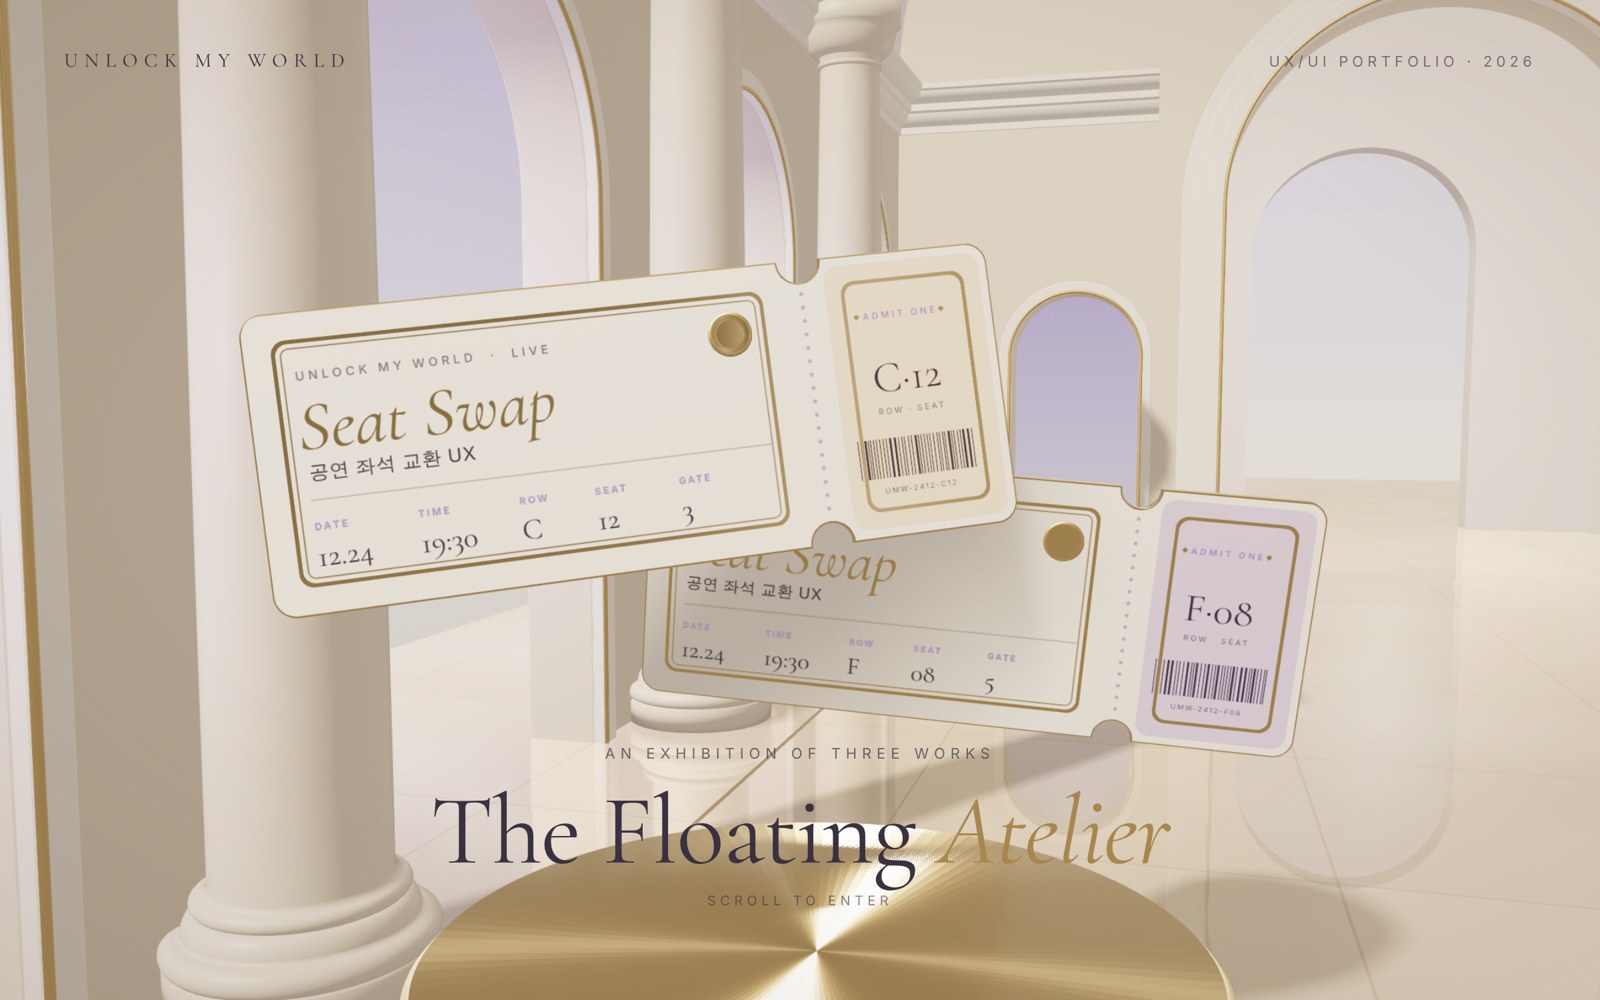 UNLOCK MY WORLD
UX/UI PORTFOLIO · 2026
UNLOCK MY WORLD · LIVE
Seat Swap
공연 좌석 교환 UX
DATE TIME ROW SEAT GATE
12.24 19:30 C 12 3
ADMIT ONE
C·12
ROW · SEAT
UMW-2412-C12
Swap
공연 좌석 교환 UX
DATE TIME ROW SEAT GATE
12.24 19:30 F 08 5
ADMIT ONE
F·08
ROW · SEAT
UMW-2412-F08
AN EXHIBITION OF THREE WORKS
The Floating Atelier
SCROLL TO ENTER